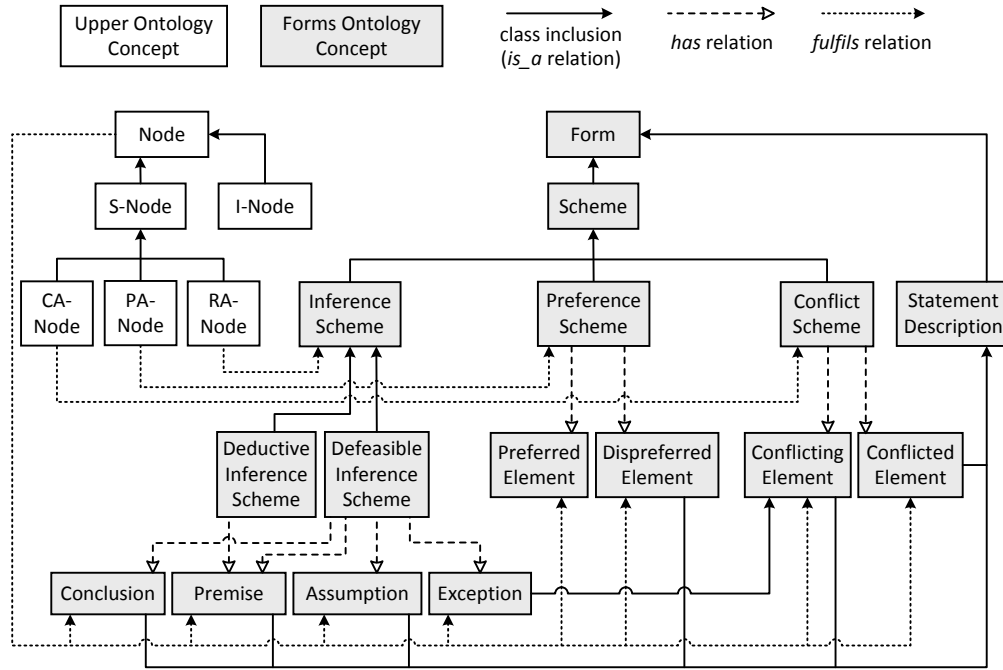 Upper Ontology
Concept
Forms Ontology
Concept
class inclusion
(is_a relation)
has relation
fulfils relation
Node
Form
S-Node
I-Node
Scheme
CA-
Node
PA-
Node
RA-
Node
Inference
Scheme
Preference
Scheme
Conflict
Scheme
Statement
Description
Deductive
Inference
Scheme
Defeasible
Inference
Scheme
Preferred
Element
Dispreferred
Element
Conflicting
Element
Conflicted
Element
Conclusion
Premise
Assumption
Exception